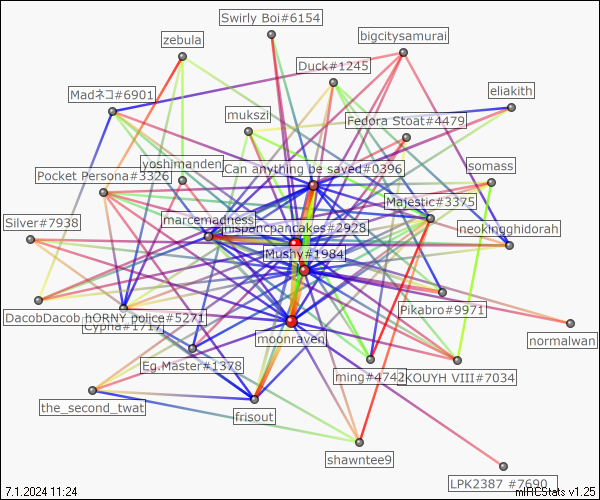 Swirly Boi#6154
zebula
bigcitysamurai
Duck#1245
Madネコ#6901
eliakith
mukszi
Fedora Stoat#4479
yoshimanden
Can anything be saved#0396
somass
Pocket Persona#3326
Majestic#3375
Silver#7938
marcemadness
hispancpancakes#2928
neokingghidorah
Mushy#1984
DacobDacob
hORNY police#5271
Pikabro#9971
Cypha#1717
moonraven
normalwan
Eg.Master#1378
ming#4742
KOUYH VIII#7034
the_second_twat
frisout
shawntee9
LPK2387 #7690
7.1.2024 11:24
mIRCStats v1.25